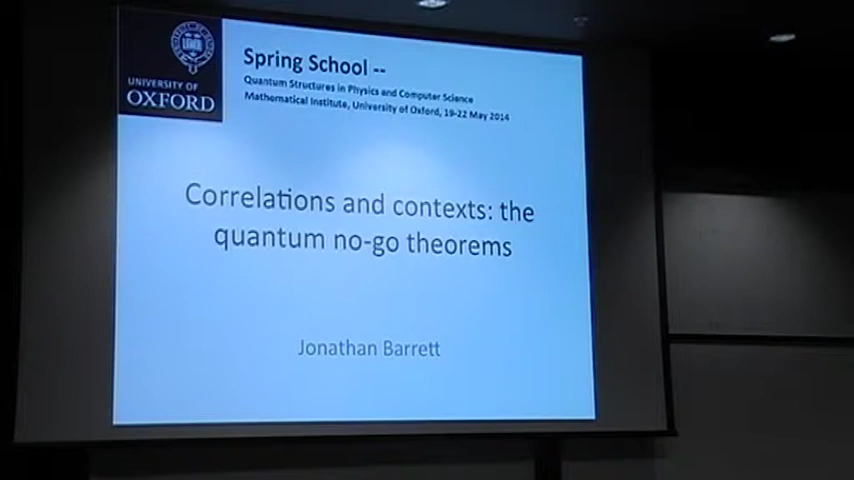 UNIVERSITY OF
OXFORD
Spring School --
Quantum Structures in Physics and Computer Science
Mathematical Institute, University of Oxford, 19-22 May 2014
Correlations and contexts: the
quantum no-go theorems
Jonathan Barrett